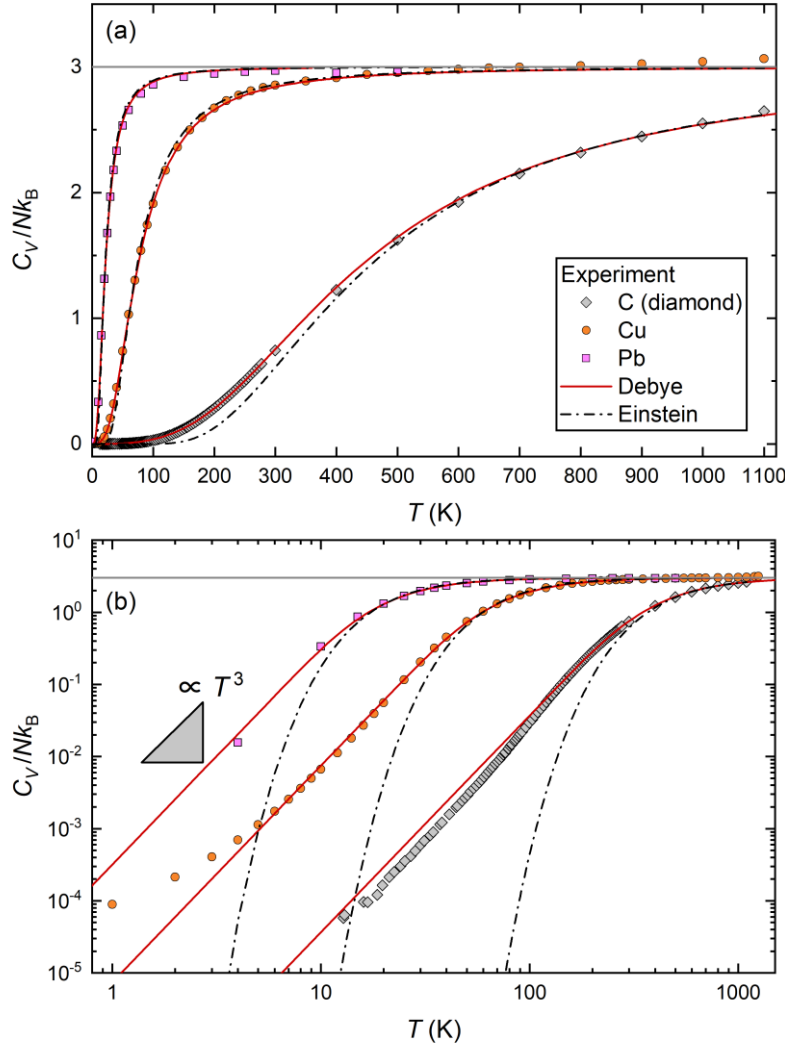 (a)
3
2
1
0
C_V/Nk_B
Experiment
C (diamond)
Cu
Pb
Debye
Einstein
0 100 200 300 400 500 600 700 800 900 1000 1100
T (K)
10^1
(b)
10^0
10^-1
∝ T^3
10^-2
10^-3
10^-4
10^-5
C_V/Nk_B
1 10 100 1000
T (K)